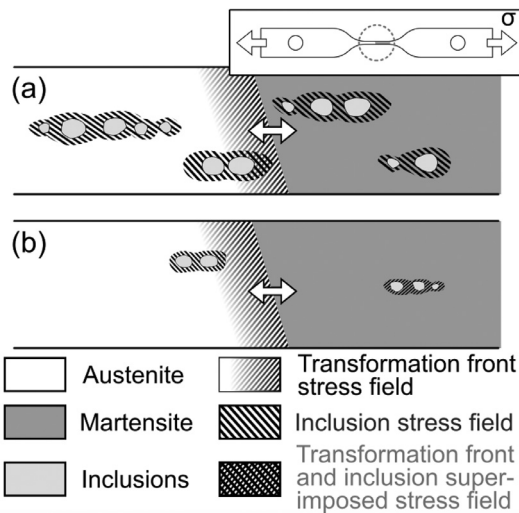 σ
(a)
(b)
Austenite
Martensite
Inclusions
Transformation front
stress field
Inclusion stress field
Transformation front
and inclusion super-
imposed stress field